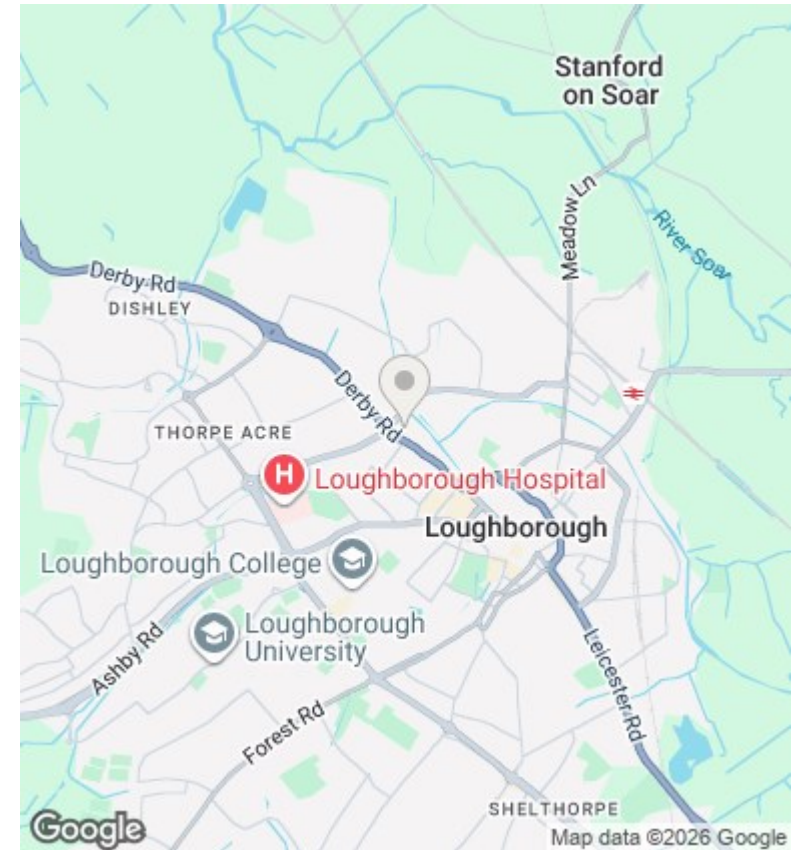 Stanford
on Soar
Meadow Ln
River Soar
Derby Rd
DISHLEY
Derby Rd
THORPE ACRE
H
Loughborough Hospital
Loughborough
Loughborough College
Loughborough
University
Ashby Rd
Leicester Rd
Forest Rd
SHELTHORPE
Google
Map data ©2026 Google